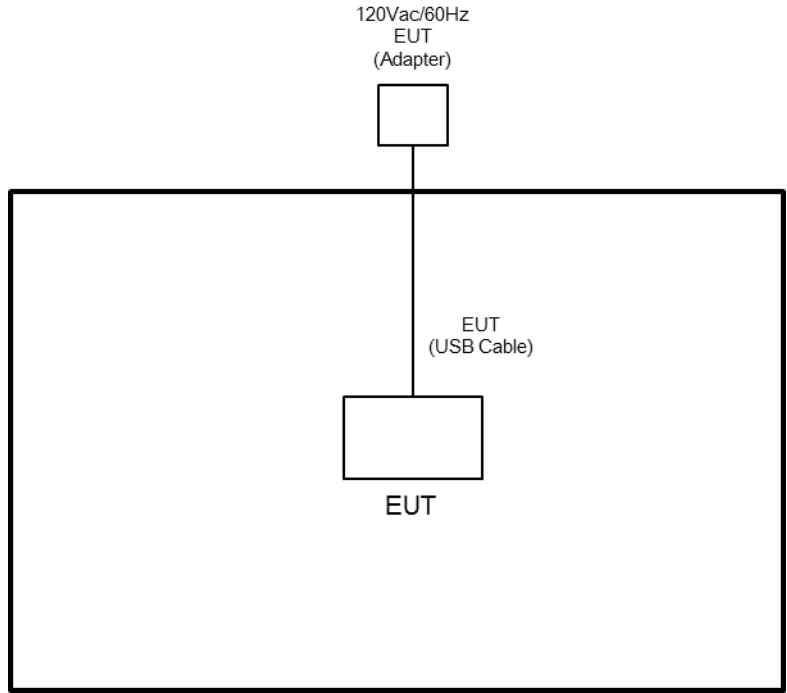 120Vac/60Hz
EUT
(Adapter)
EUT
(USB Cable)
EUT